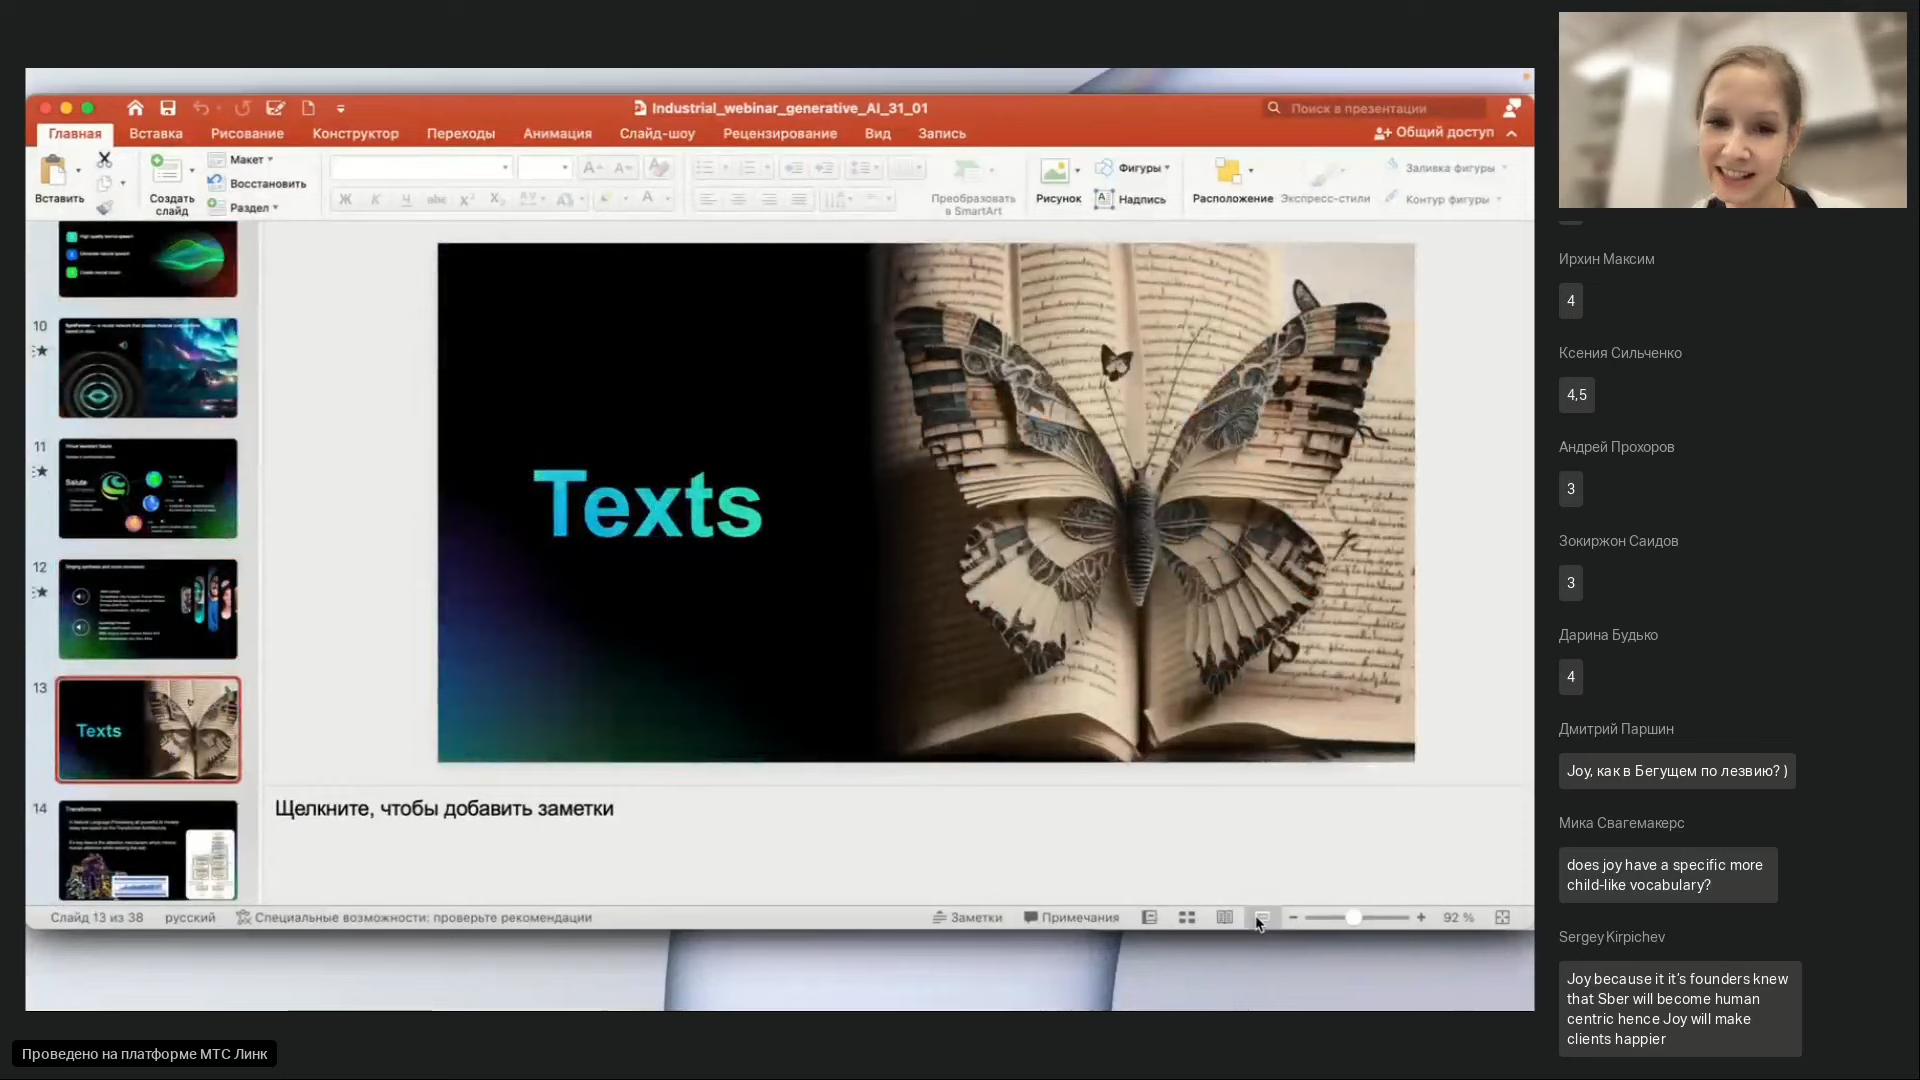 Industrial_webinar_generative_AI_31_01
Поиск в презентации
Главная
Вставка
Рисование
Конструктор
Переходы
Анимация
Слайд-шоу
Рецензирование
Вид
Запись
Общий доступ
Вставить
Создать
слайд
Макет
Восстановить
Раздел
Преобразовать
в SmartArt
Рисунок
Фигуры
Надпись
Расположение
Экспресс-стили
Заливка фигуры
Контур фигуры
10
11
Salute
12
13
Texts
14
Transformers
Texts
Щелкните, чтобы добавить заметки
Слайд 13 из 38
русский
Специальные возможности: проверьте рекомендации
Заметки
Примечания
92 %
Проведено на платформе МТС Линк
Ирхин Максим
4
Ксения Сильченко
4,5
Андрей Прохоров
3
Зокиржон Саидов
3
Дарина Будько
4
Дмитрий Паршин
Joy, как в Бегущем по лезвию? )
Мика Свагемакерс
does joy have a specific more
child-like vocabulary?
Sergey Kirpichev
Joy because it it's founders knew
that Sber will become human
centric hence Joy will make
clients happier